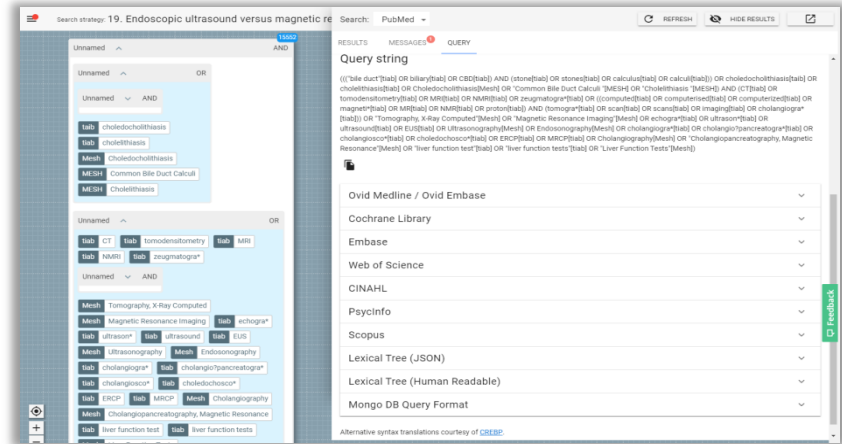 Search strategy: 19. Endoscopic ultrasound versus magnetic re
Search: PubMed
REFRESH
HIDE RESULTS
15552
Unnamed AND
Unnamed OR
Unnamed AND
taib choledocholithiasis
tiab cholelithiasis
Mesh Choledocholithiasis
MESH Common Bile Duct Calculi
MESH Cholelithiasis
Unnamed OR
tiab CT tiab tomodensitometry tiab MRI
tiab NMRI tiab zeugmatogra*
Unnamed AND
Mesh Tomography, X-Ray Computed
Mesh Magnetic Resonance Imaging tiab echogra*
tiab ultrason* tiab ultrasound tiab EUS
Mesh Ultrasonography Mesh Endosonography
tiab cholangiogra* tiab cholangio?pancreatogra*
tiab cholangiosco* tiab choledochosco*
tiab ERCP tiab MRCP Mesh Cholangiography
Mesh Cholangiopancreatography, Magnetic Resonance
tiab liver function test tiab liver function tests
RESULTS MESSAGES QUERY
Query string
((("bile duct"[tiab] OR biliary[tiab] OR CBD[tiab]) AND (stone[tiab] OR stones[tiab] OR calculus[tiab] OR calculi[tiab])) OR choledocholithiasis[taib] OR
cholelithiasis[tiab] OR Choledocholithiasis[Mesh] OR "Common Bile Duct Calculi "[MESH] OR "Cholelithiasis "[MESH]) AND (CT[tiab] OR
tomodensitometry[tiab] OR MRI[tiab] OR NMRI[tiab] OR zeugmatogra*[tiab] OR ((computed[tiab] OR computerised[tiab] OR computerized[tiab] OR
magneti*[tiab] OR MR[tiab] OR NMR[tiab] OR proton[tiab]) AND (tomogra*[tiab] OR scan[tiab] OR scans[tiab] OR imaging[tiab] OR cholangiogra*
[tiab])) OR "Tomography, X-Ray Computed"[Mesh] OR "Magnetic Resonance Imaging"[Mesh] OR echogra*[tiab] OR ultrason*[tiab] OR
ultrasound[tiab] OR EUS[tiab] OR Ultrasonography[Mesh] OR Endosonography[Mesh] OR cholangiogra*[tiab] OR cholangio?pancreatogra*[tiab] OR
cholangiosco*[tiab] OR choledochosco*[tiab] OR ERCP[tiab] OR MRCP[tiab] OR Cholangiography[Mesh] OR "Cholangiopancreatography, Magnetic
Resonance"[Mesh] OR "liver function test"[tiab] OR "liver function tests"[tiab] OR "Liver Function Tests"[Mesh])
Ovid Medline / Ovid Embase
Cochrane Library
Embase
Web of Science
CINAHL
PsycInfo
Scopus
Lexical Tree (JSON)
Lexical Tree (Human Readable)
Mongo DB Query Format
Alternative syntax translations courtesy of CREBP.
Feedback